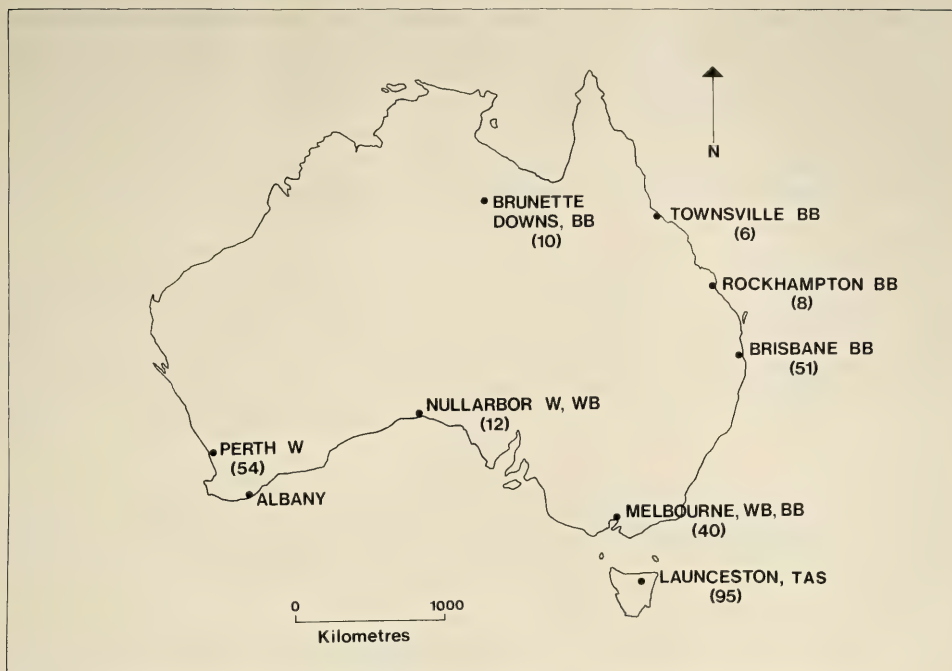 N
BRUNETTE
DOWNS, BB
(10)
TOWNSVILLE BB
(6)
ROCKHAMPTON BB
(8)
BRISBANE BB
(51)
NULLARBOR W, WB
(12)
PERTH W
(54)
ALBANY
MELBOURNE, WB, BB
(40)
LAUNCESTON, TAS
(95)
0 1000
Kilometres